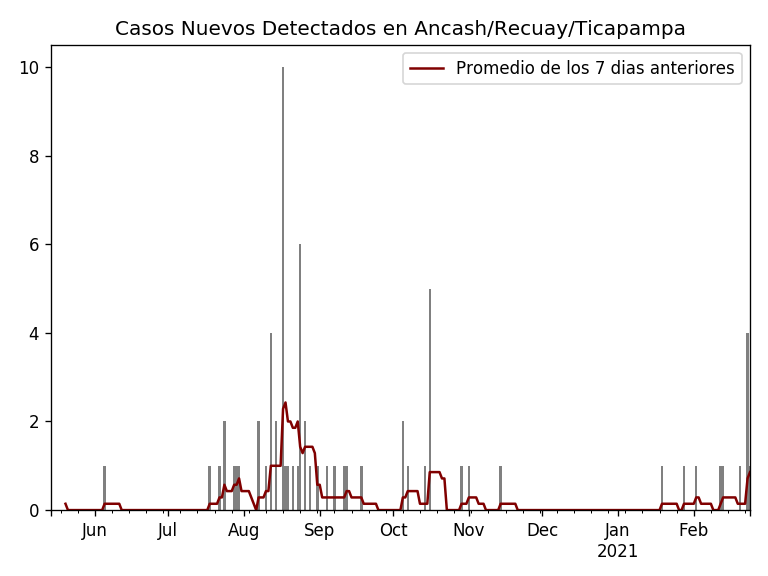 Casos Nuevos Detectados en Ancash/Recuay/Ticapampa
Promedio de los 7 dias anteriores
10
8
6
4
2
0
Jun Jul Aug Sep Oct Nov Dec Jan Feb
2021